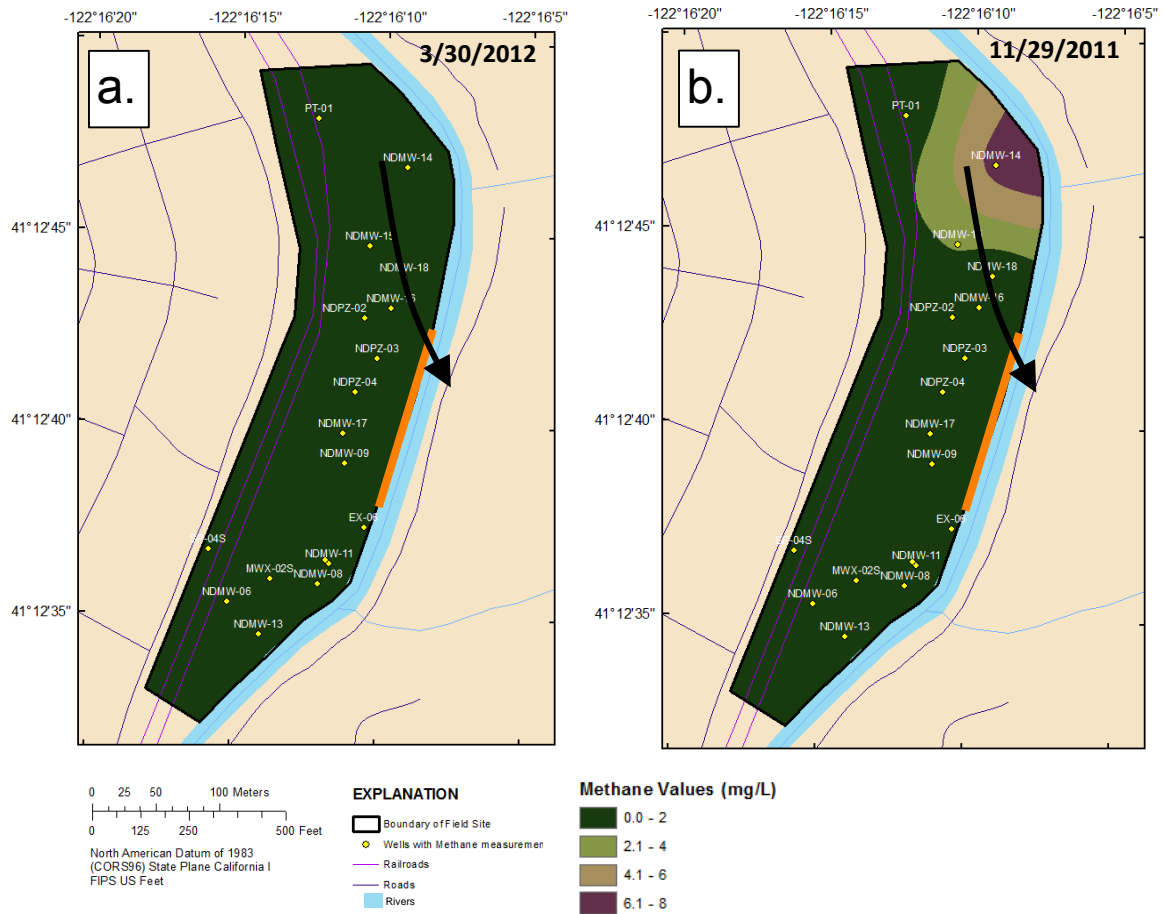 -122°16'20" -122°16'15" -122°16'10" -122°16'5" -122°16'20" -122°16'15" -122°16'10" -122°16'5"
a.
3/30/2012
PT-01
NDMW-14
NDMW-15
NDMW-18
NDPZ-02
NDPZ-03
NDPZ-04
NDMW-17
NDMW-09
EX-06
NDMW-11
MWX-02S
NDMW-08
NDMW-06
NDMW-13
41°12'45"
41°12'40"
41°12'35"
b.
11/29/2011
PT-01
NDMW-14
NDMW-18
NDMW-16
NDPZ-02
NDPZ-03
NDPZ-04
NDMW-17
NDMW-09
EX-06
NDMW-11
MWX-02S
NDMW-08
NDMW-06
NDMW-13
41°12'45"
41°12'40"
41°12'35"
0 25 50 100 Meters
0 125 250 500 Feet
North American Datum of 1983
(CORS96) State Plane California I
FIPS US Feet
EXPLANATION
Boundary of Field Site
Wells with Methane measuremen
Railroads
Roads
Rivers
Methane Values (mg/L)
0.0 - 2
2.1 - 4
4.1 - 6
6.1 - 8